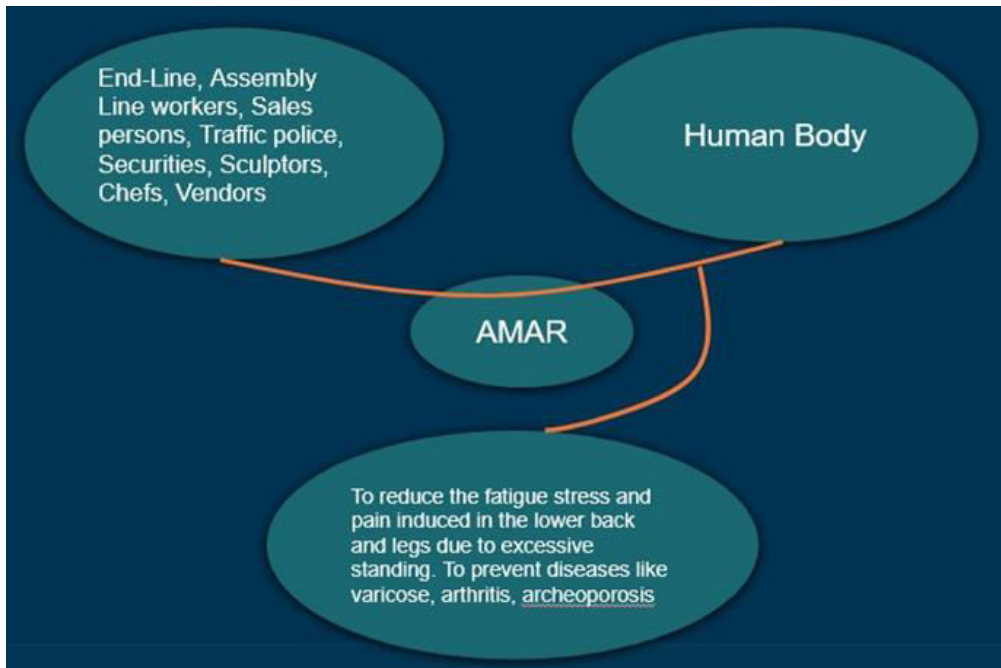 End-Line, Assembly
Line workers, Sales
persons, Traffic police,
Securities, Sculptors,
Chefs, Vendors
Human Body
AMAR
To reduce the fatigue stress and
pain induced in the lower back
and legs due to excessive
standing. To prevent diseases like
varicose, arthritis, archeoporosis